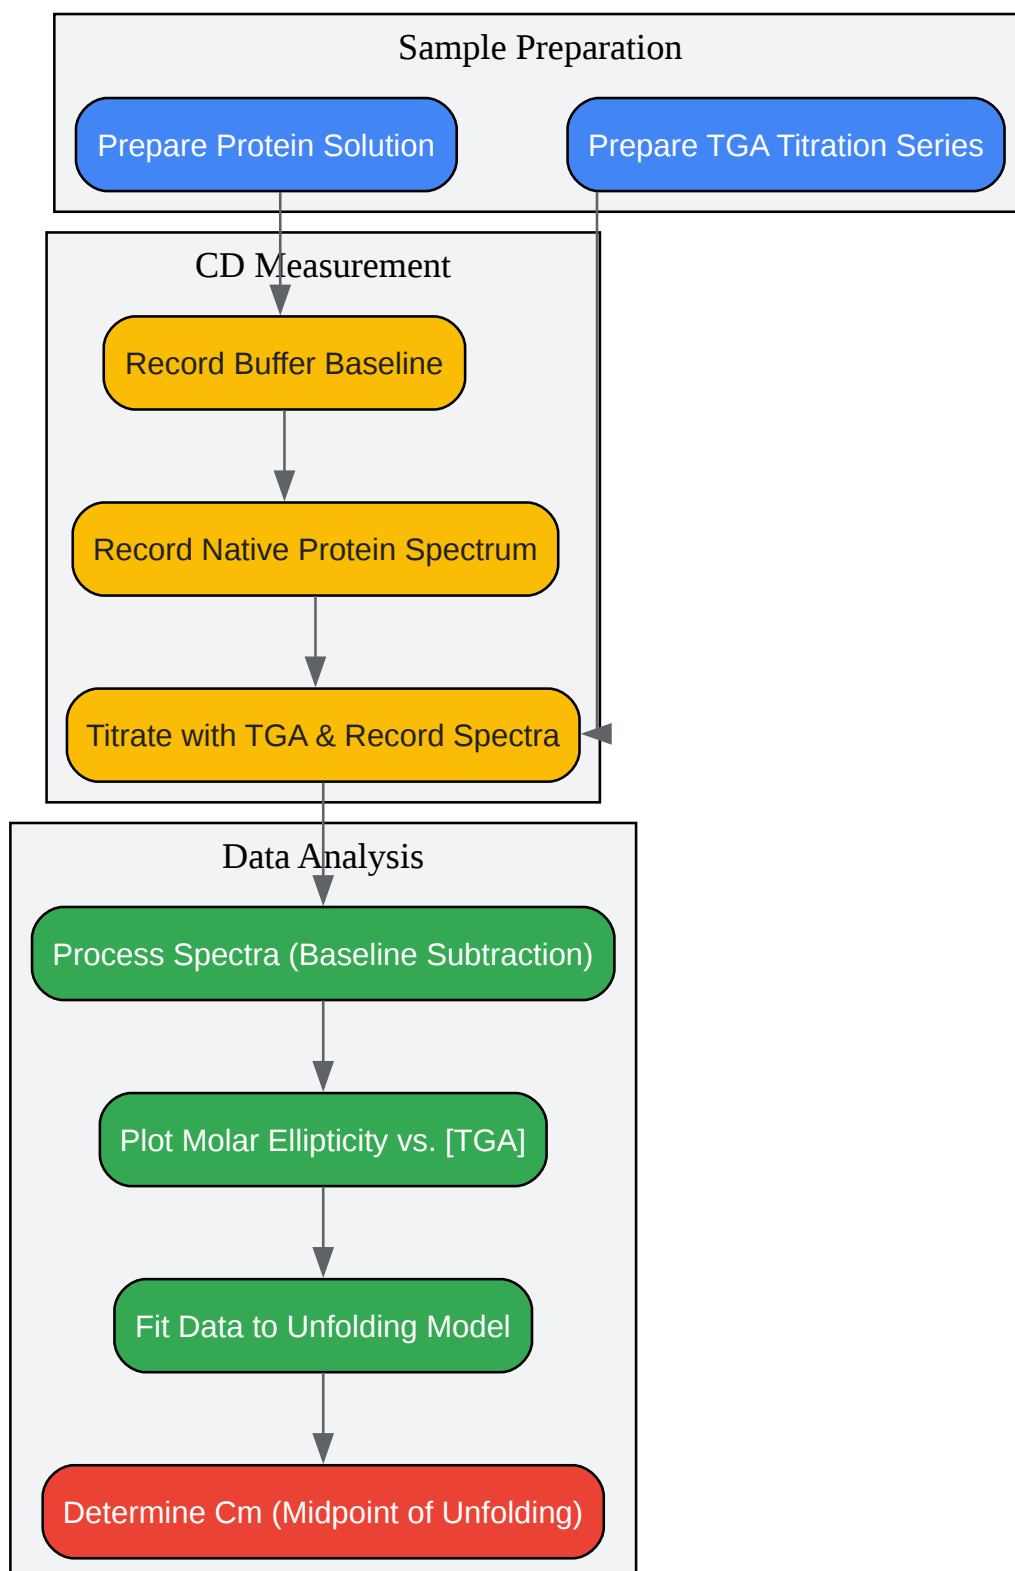 Sample Preparation
Prepare Protein Solution
Prepare TGA Titration Series
CD Measurement
Record Buffer Baseline
Record Native Protein Spectrum
Titrate with TGA & Record Spectra
Data Analysis
Process Spectra (Baseline Subtraction)
Plot Molar Ellipticity vs. [TGA]
Fit Data to Unfolding Model
Determine Cm (Midpoint of Unfolding)